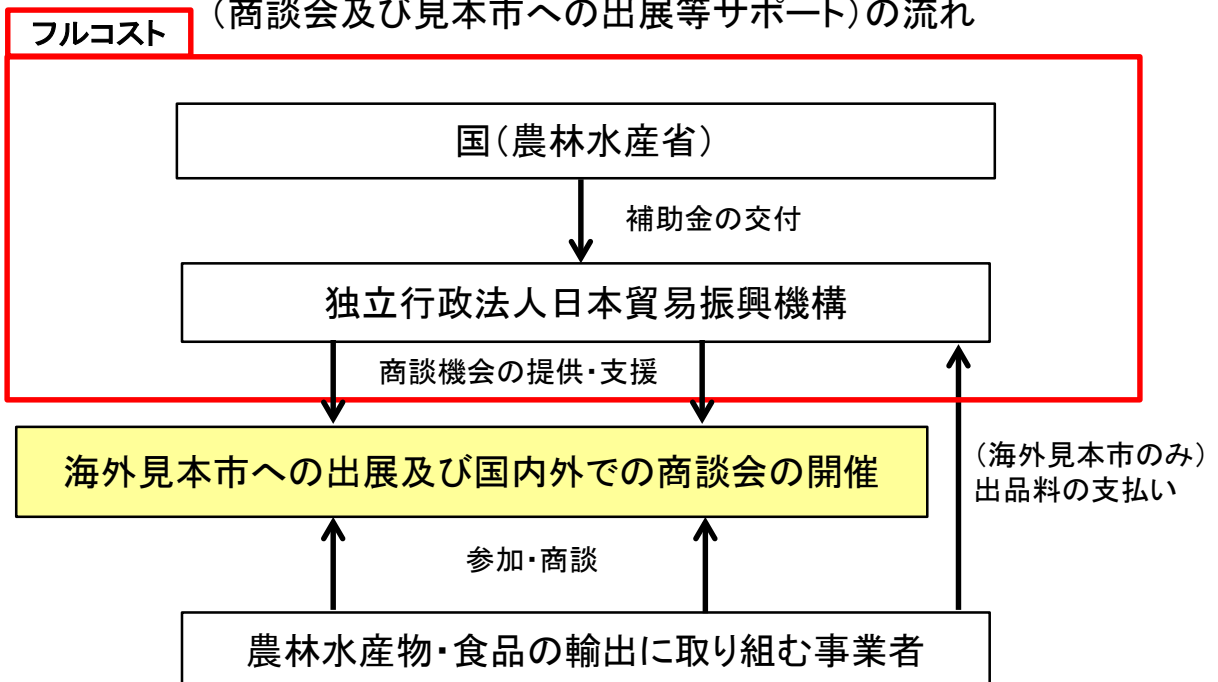 （商談会及び見本市への出展等サポート）の流れ
フルコスト
国（農林水産省）
補助金の交付
独立行政法人日本貿易振興機構
商談機会の提供・支援
海外見本市への出展及び国内外での商談会の開催
（海外見本市のみ）
出品料の支払い
参加・商談
農林水産物・食品の輸出に取り組む事業者